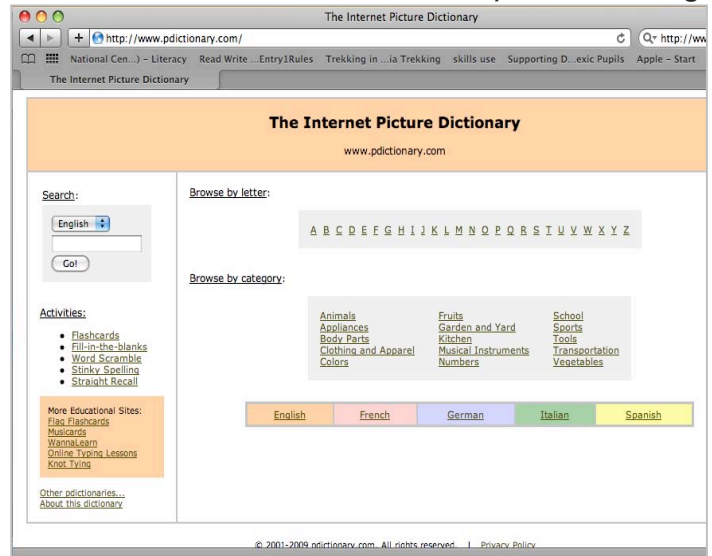 The Internet Picture Dictionary
http://www.pdictionary.com/
http://ww
National Cen...) – Literacy Read Write ...Entry1Rules Trekking in ...ia Trekking skills use Supporting D...exic Pupils Apple – Start
The Internet Picture Dictionary
The Internet Picture Dictionary
www.pdictionary.com
Search:
English
Go!
Activities:
Flashcards
Fill-in-the-blanks
Word Scramble
Stinky Spelling
Straight Recall
More Educational Sites:
Flag Flashcards
Musicards
WannaLearn
Online Typing Lessons
Knot Tying
Other pdictionaries...
About this dictionary
Browse by letter:
A B C D E F G H I J K L M N O P Q R S T U V W X Y Z
Browse by category:
Animals Fruits School
Appliances Garden and Yard Sports
Body Parts Kitchen Tools
Clothing and Apparel Musical Instruments Transportation
Colors Numbers Vegetables
English French German Italian Spanish
© 2001-2009 pdictionary.com. All rights reserved. | Privacy Policy